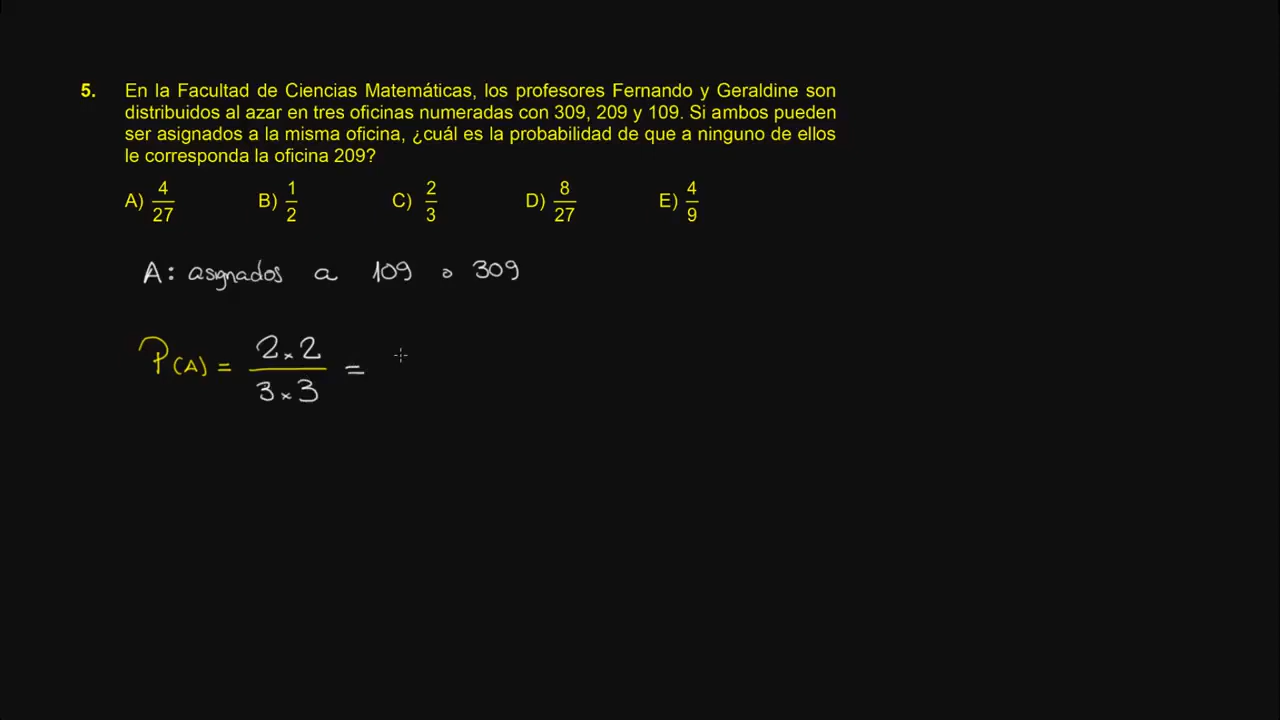 5. En la Facultad de Ciencias Matemáticas, los profesores Fernando y Geraldine son
distribuidos al azar en tres oficinas numeradas con 309, 209 y 109. Si ambos pueden
ser asignados a la misma oficina, ¿cuál es la probabilidad de que a ninguno de ellos
le corresponda la oficina 209?
A) 4/27 B) 1/2 C) 2/3 D) 8/27 E) 4/9
A: asignados a 109 o 309
P(A) = 2×2/3×3 =